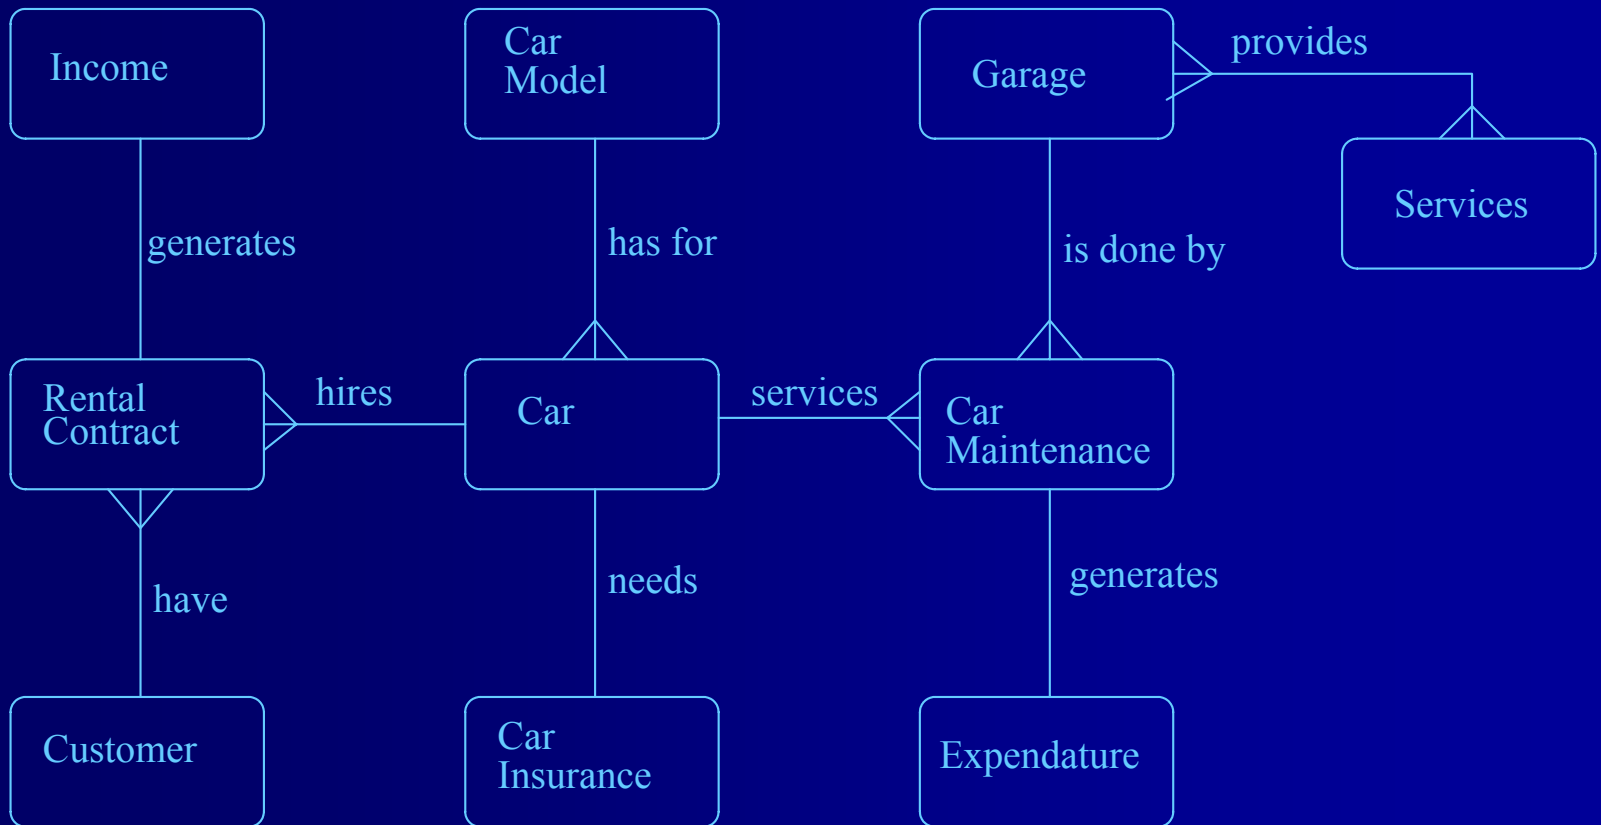 Income
Car
Model
Garage
provides
Services
generates
has for
is done by
Rental
Contract
hires
Car
services
Car
Maintenance
have
needs
generates
Customer
Car
Insurance
Expendature